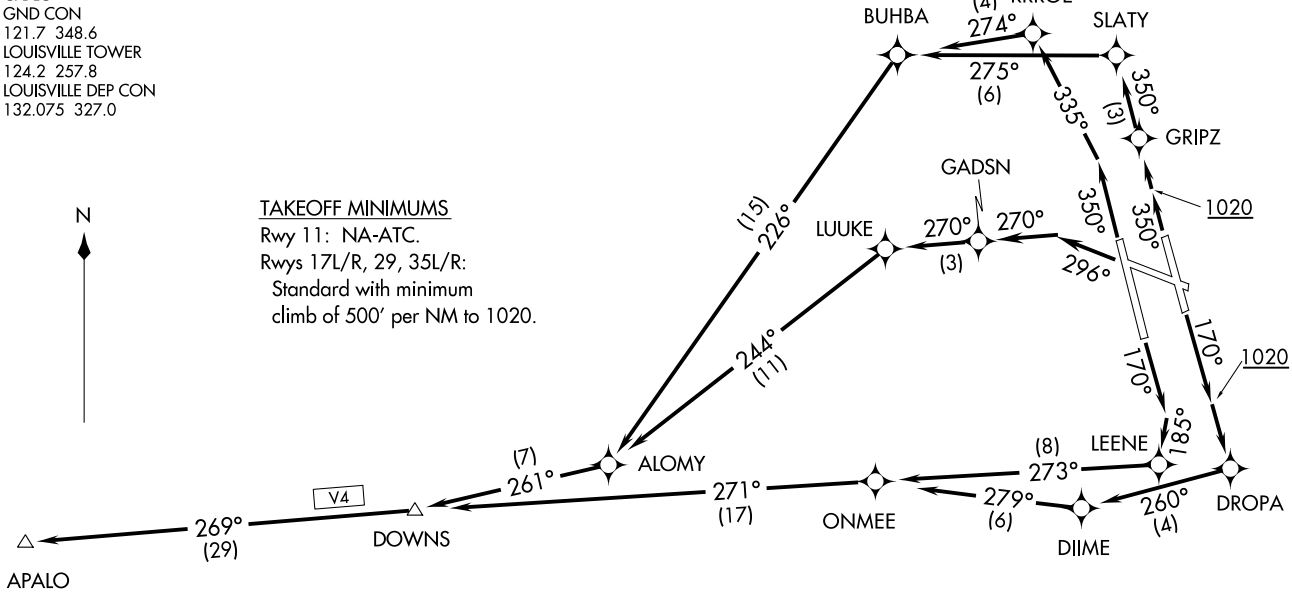 GND CON
121.7 348.6
LOUISVILLE TOWER
124.2 257.8
LOUISVILLE DEP CON
132.075 327.0
N
TAKEOFF MINIMUMS
Rwy 11: NA-ATC.
Rwys 17L/R, 29, 35L/R:
Standard with minimum
climb of 500' per NM to 1020.
BUHBA
(4)
274°
SLATY
275°
(6)
335°
350°
(3)
GRIPZ
1020
350°
350°
GADSN
LUUKE
270°
(3)
270°
296°
(15)
226°
244°
(11)
170°
170°
1020
185°
LEENE
(8)
273°
DROPA
260°
(4)
DIIME
279°
(6)
ONMEE
271°
(17)
ALOMY
(7)
261°
V4
DOWNS
269°
(29)
APALO